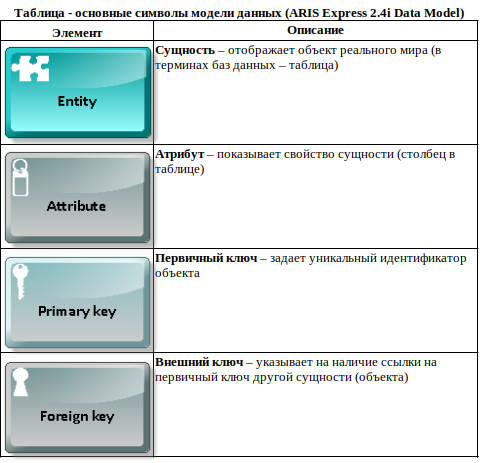 Таблица - основные символы модели данных (ARIS Express 2.4i Data Model)
Элемент
Описание
Entity
Сущность – отображает объект реального мира (в
терминах баз данных – таблица)
Attribute
Атрибут – показывает свойство сущности (столбец в
таблице)
Primary key
Первичный ключ – задает уникальный идентификатор
объекта
Foreign key
Внешний ключ – указывает на наличие ссылки на
первичный ключ другой сущности (объекта)